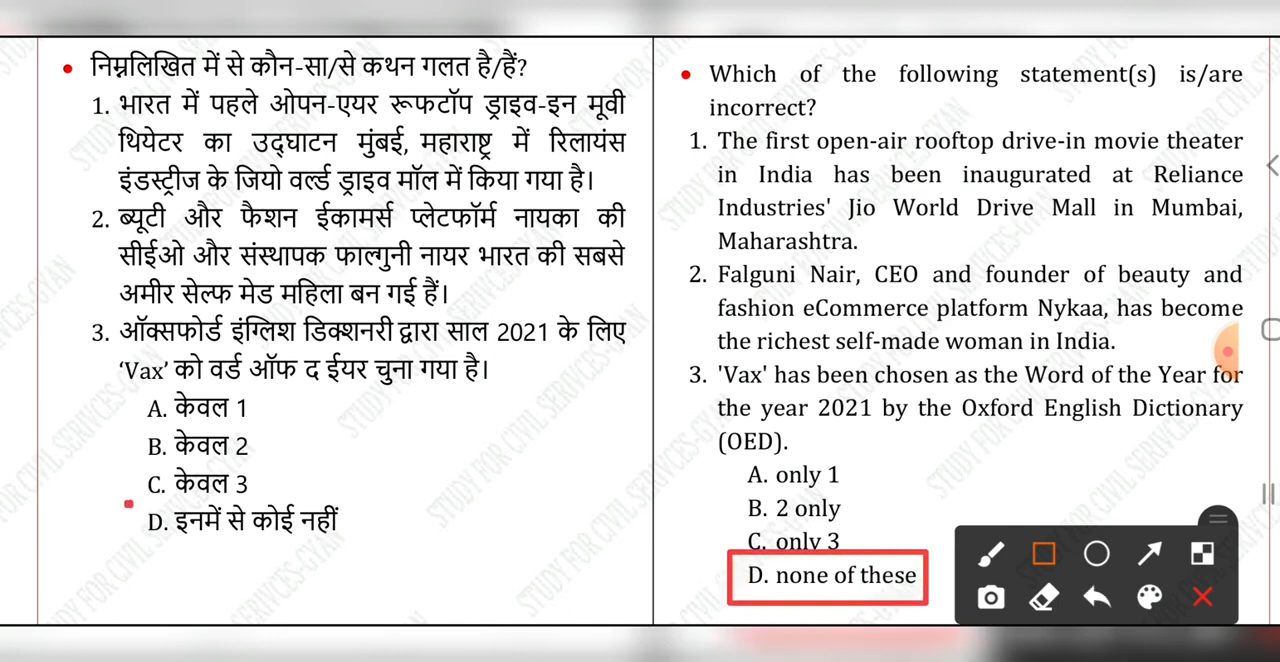 निम्नलिखित में से कौन-सा/से कथन गलत है/हैं?
1. भारत में पहले ओपन-एयर रूफटॉप ड्राइव-इन मूवी
थियेटर का उद्घाटन मुंबई, महाराष्ट्र में रिलायंस
इंडस्ट्रीज के जियो वर्ल्ड ड्राइव मॉल में किया गया है।
2. ब्यूटी और फैशन ईकामर्स प्लेटफॉर्म नायका की
सीईओ और संस्थापक फाल्गुनी नायर भारत की सबसे
अमीर सेल्फ मेड महिला बन गई हैं।
3. ऑक्सफोर्ड इंग्लिश डिक्शनरी द्वारा साल 2021 के लिए
‘Vax’ को वर्ड ऑफ द ईयर चुना गया है।
A. केवल 1
B. केवल 2
C. केवल 3
D. इनमें से कोई नहीं
Which of the following statement(s) is/are
incorrect?
1. The first open-air rooftop drive-in movie theater
in India has been inaugurated at Reliance
Industries' Jio World Drive Mall in Mumbai,
Maharashtra.
2. Falguni Nair, CEO and founder of beauty and
fashion eCommerce platform Nykaa, has become
the richest self-made woman in India.
3. 'Vax' has been chosen as the Word of the Year for
the year 2021 by the Oxford English Dictionary
(OED).
A. only 1
B. 2 only
C. only 3
D. none of these
STUDY FOR CIVIL SERIVCES-GYAN